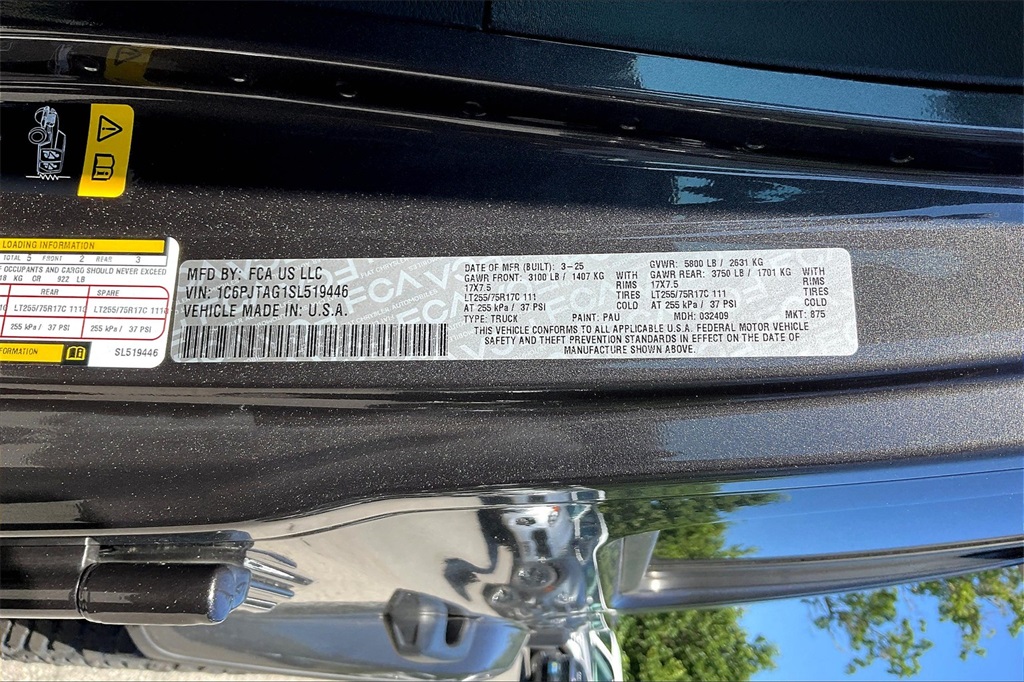 LOADING INFORMATION
TOTAL 5 FRONT 2 REAR 3
OF OCCUPANTS AND CARGO SHOULD NEVER EXCEED
18 KG OR 922 LB
REAR SPARE
LT255/75R17C LT255/75R17C
255 kPa / 37 PSI 255 kPa / 37 PSI
INFORMATION
SL519446
MFD BY: FCA US LLC
VIN: 1C6PJTAG1SL519446
VEHICLE MADE IN: U.S.A.
DATE OF MFR (BUILT): 3-25 GVWR: 5800 LB / 2631 KG
GAWR FRONT: 3100 LB / 1407 KG WITH GAWR REAR: 3750 LB / 1701 KG WITH
17X7.5 RIMS 17X7.5 RIMS
LT255/75R17C 111 TIRES LT255/75R17C 111 TIRES
AT 255 kPa / 37 PSI COLD AT 255 kPa / 37 PSI COLD
TYPE: TRUCK PAINT: PAU MDH: 032409 MKT: 875
THIS VEHICLE CONFORMS TO ALL APPLICABLE U.S.A. FEDERAL MOTOR VEHICLE
SAFETY AND THEFT PREVENTION STANDARDS IN EFFECT ON THE DATE OF
MANUFACTURE SHOWN ABOVE.